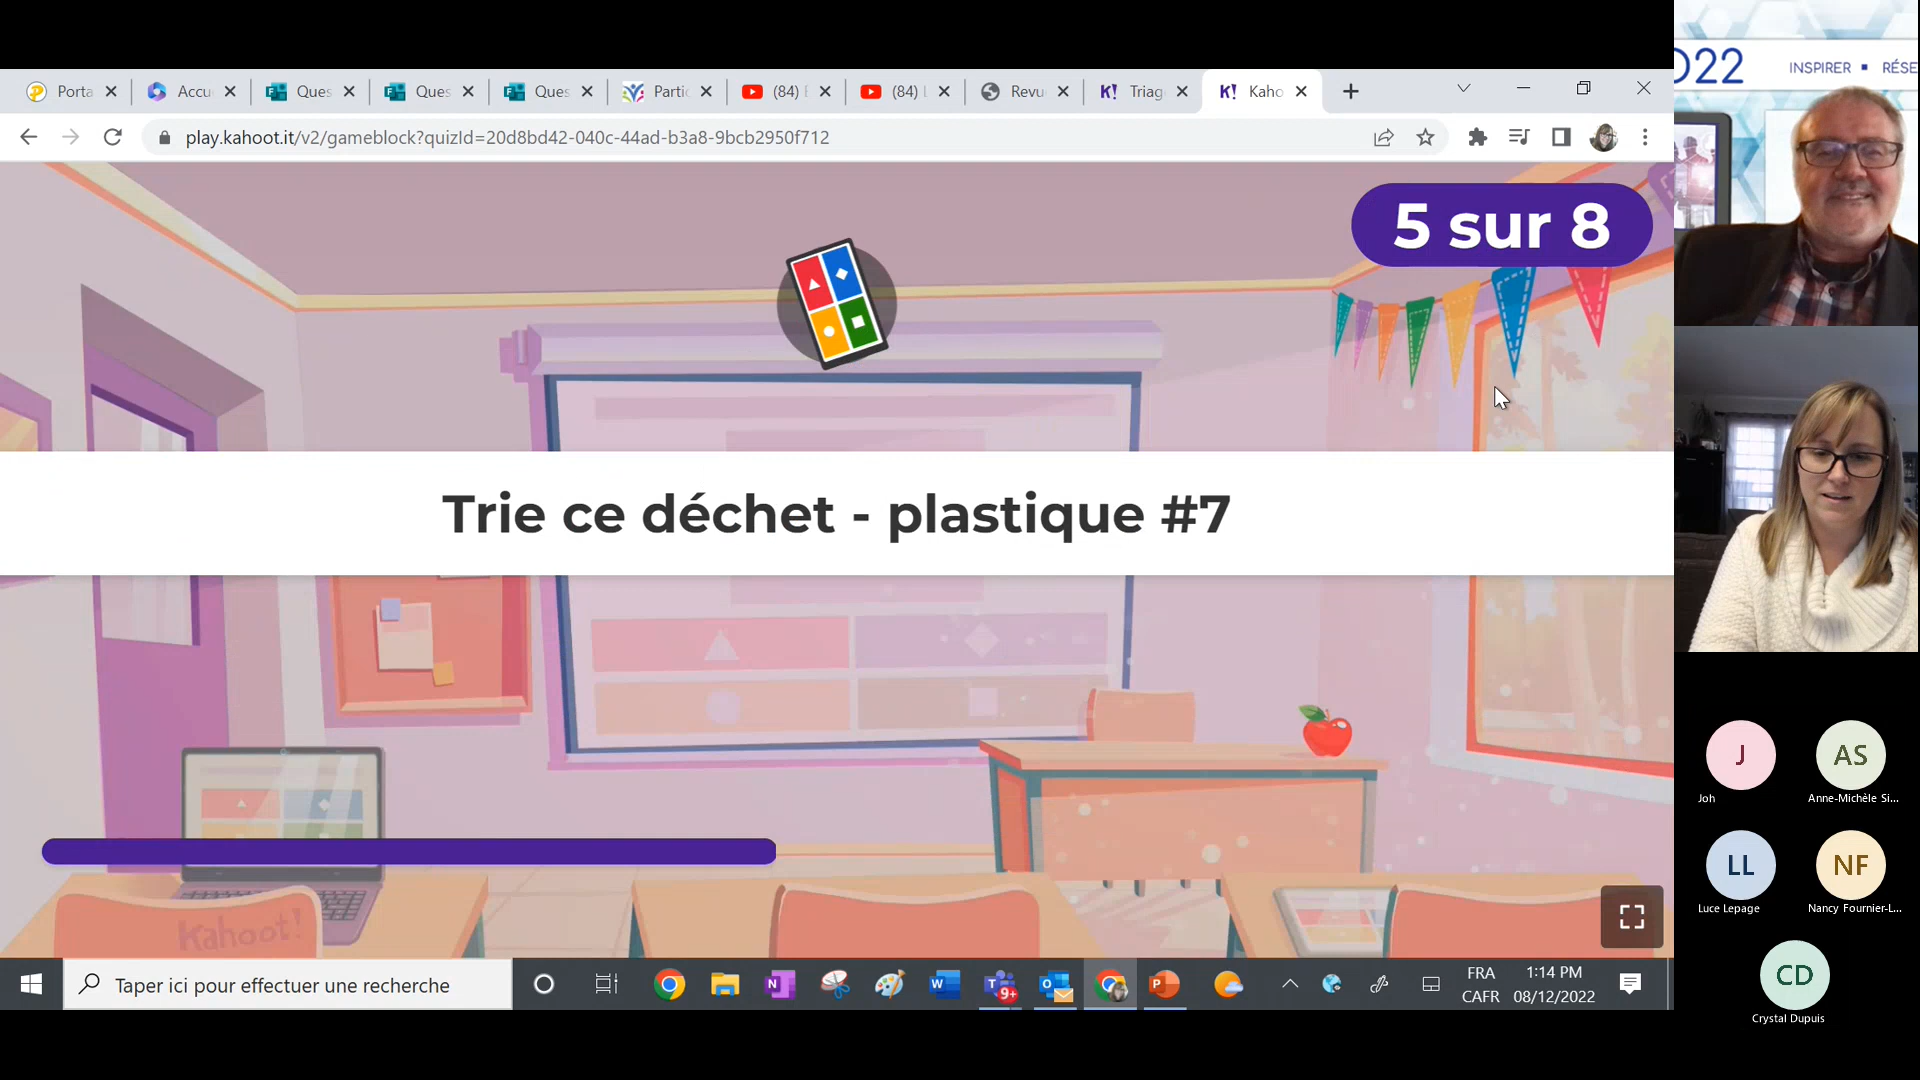 Porta
Accu
Ques
Ques
Ques
Partic
(84) E
(84) L
Revu
K! Triag
K! Kaho
play.kahoot.it/v2/gameblock?quizId=20d8bd42-040c-44ad-b3a8-9bcb2950f712
5 sur 8
Trie ce déchet - plastique #7
Kahoot!
Taper ici pour effectuer une recherche
9+
FRA
CAFR
1:14 PM
08/12/2022
022 INSPIRER ▪ RÉSE
J
Joh
AS
Anne-Michèle Si...
LL
Luce Lepage
NF
Nancy Fournier-L...
CD
Crystal Dupuis